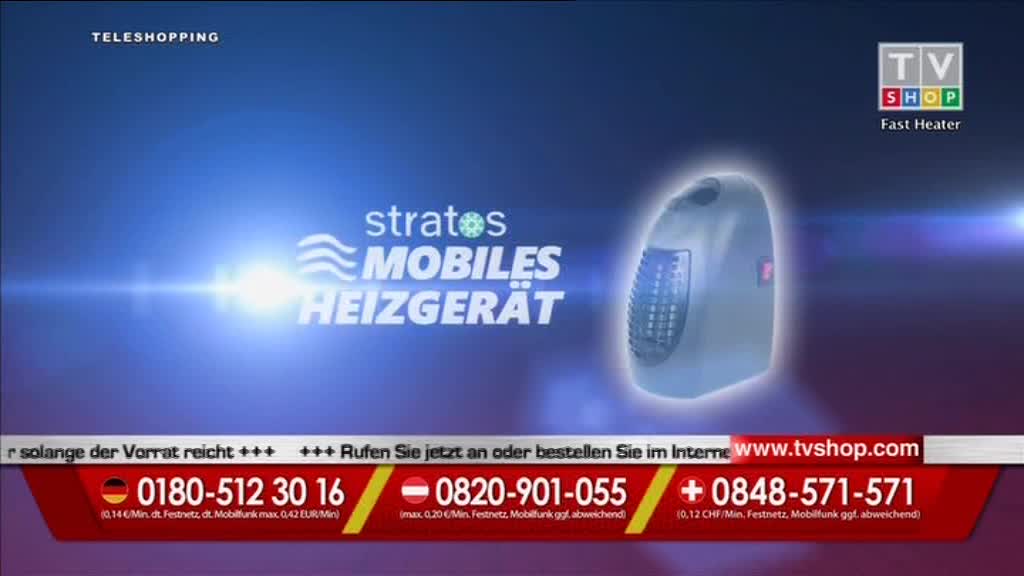 TELESHOPPING
TV
SHOP
Fast Heater
stratos
MOBILES
HEIZGERÄT
r solange der Vorrat reicht +++ +++ Rufen Sie jetzt an oder bestellen Sie im Interne
www.tvshop.com
0180-512 30 16
0820-901-055
0848-571-571
(0,14 €/Min. dt. Festnetz, dt. Mobilfunk max. 0,42 EUR/Min)
(max. 0,20 €/Min. Festnetz, Mobilfunk ggf. abweichend)
(0,12 CHF/Min. Festnetz, Mobilfunk ggf. abweichend)